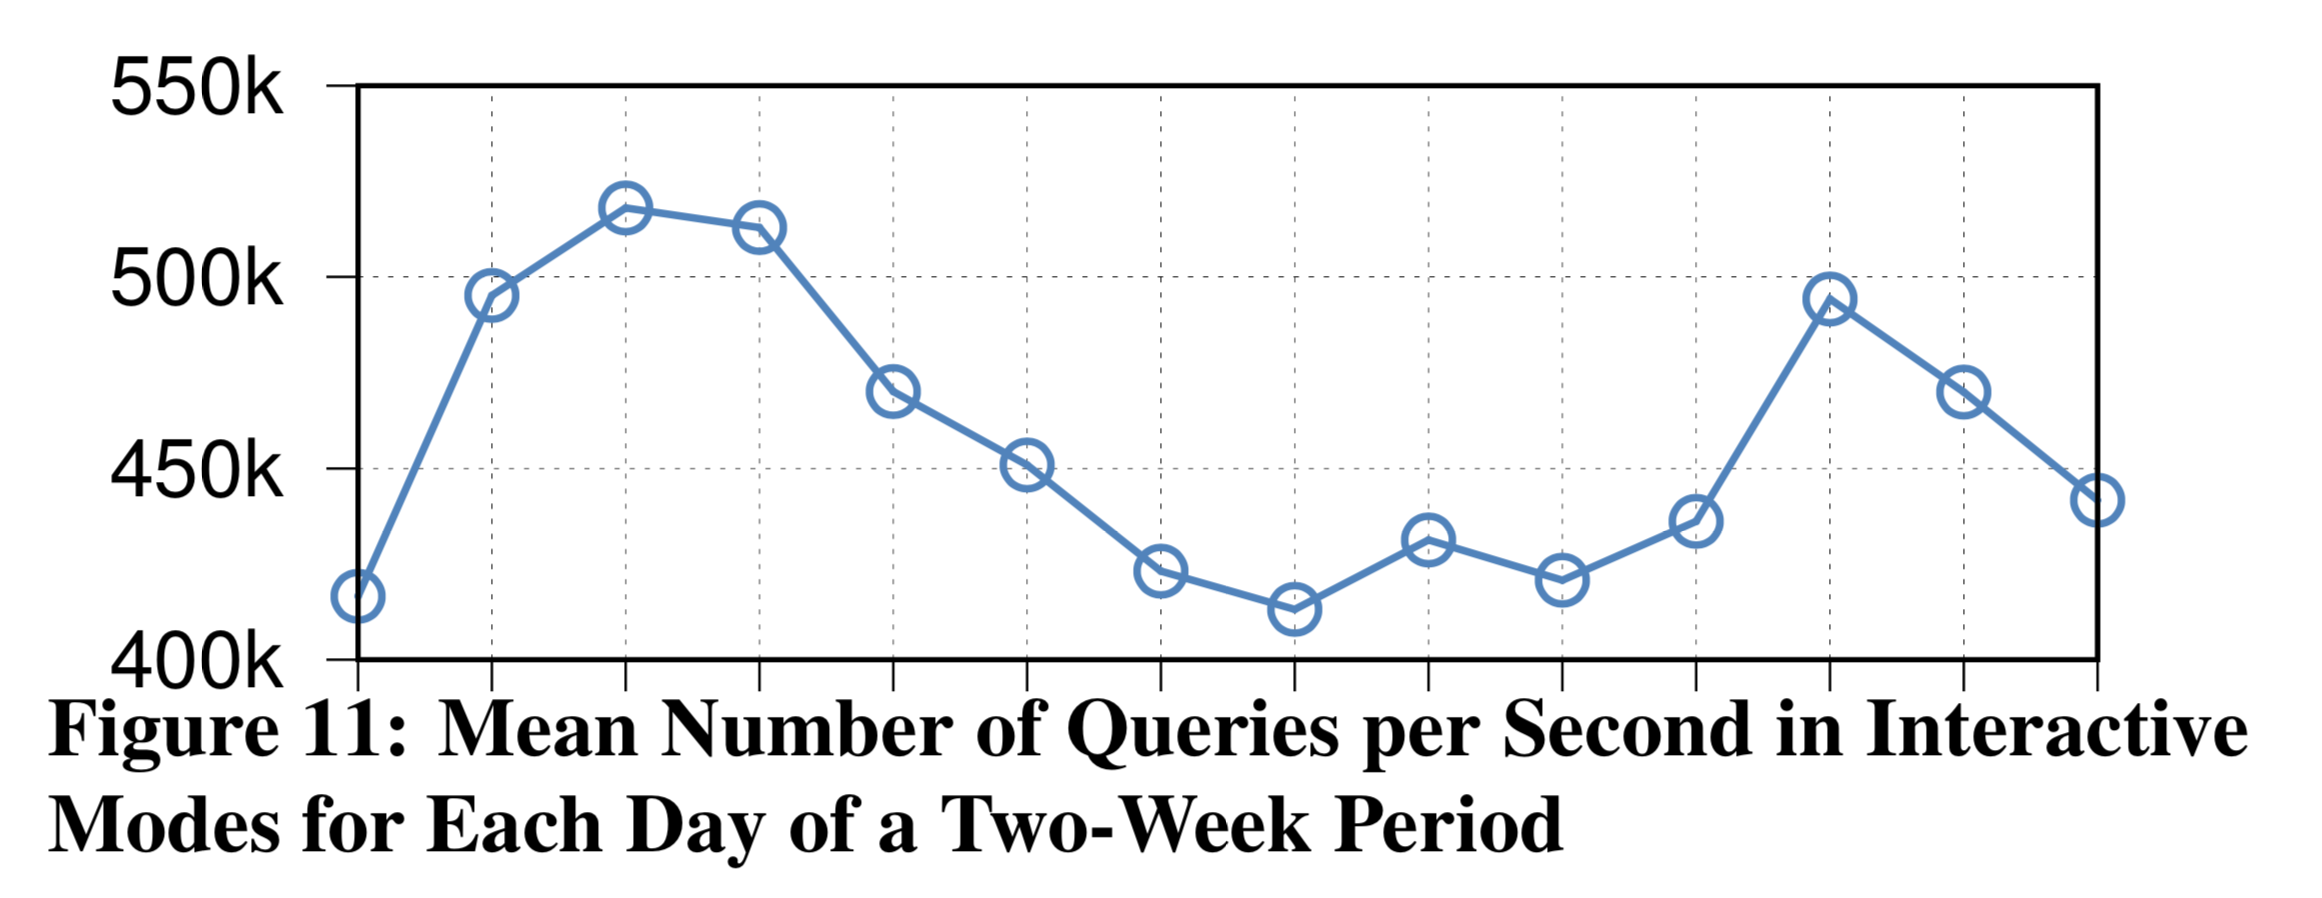 550k
500k
450k
400k
Figure 11: Mean Number of Queries per Second in Interactive
Modes for Each Day of a Two-Week Period